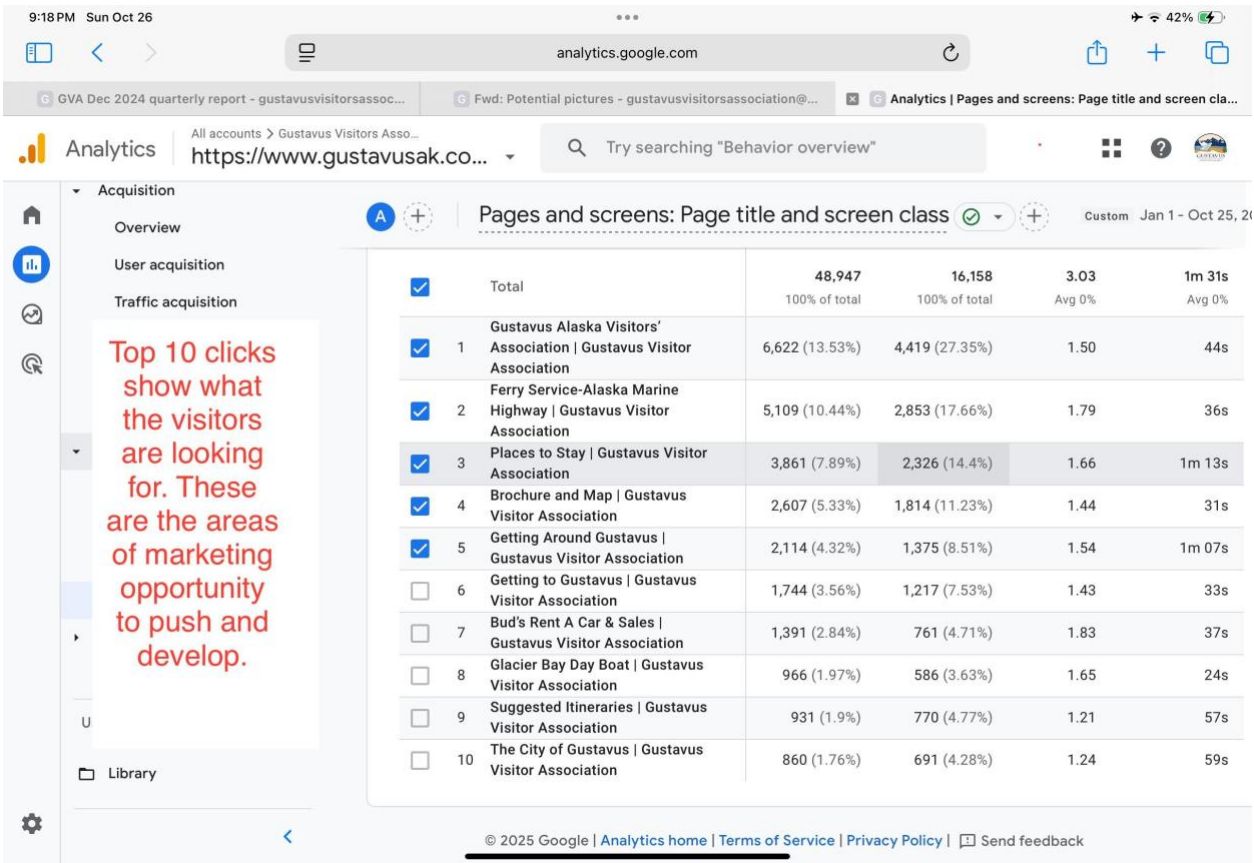 9:18 PM Sun Oct 26
42%
analytics.google.com
GVA Dec 2024 quarterly report - gustavusvisitorsassoc...
Fwd: Potential pictures - gustavusvisitorsassociation@...
Analytics | Pages and screens: Page title and screen cla...
Analytics
All accounts > Gustavus Visitors Asso...
https://www.gustavusak.co...
Try searching "Behavior overview"
GUSTAVUS
Acquisition
Overview
User acquisition
Traffic acquisition
Top 10 clicks
show what
the visitors
are looking
for. These
are the areas
of marketing
opportunity
to push and
develop.
U
Library
A
Pages and screens: Page title and screen class
Custom Jan 1 - Oct 25, 20
Total 48,947 16,158 3.03 1m 31s
100% of total 100% of total Avg 0% Avg 0%
Gustavus Alaska Visitors'
1 Association | Gustavus Visitor 6,622 (13.53%) 4,419 (27.35%) 1.50 44s
Association
Ferry Service-Alaska Marine
2 Highway | Gustavus Visitor 5,109 (10.44%) 2,853 (17.66%) 1.79 36s
Association
3 Places to Stay | Gustavus Visitor 3,861 (7.89%) 2,326 (14.4%) 1.66 1m 13s
Association
4 Brochure and Map | Gustavus 2,607 (5.33%) 1,814 (11.23%) 1.44 31s
Visitor Association
5 Getting Around Gustavus | 2,114 (4.32%) 1,375 (8.51%) 1.54 1m 07s
Gustavus Visitor Association
6 Getting to Gustavus | Gustavus 1,744 (3.56%) 1,217 (7.53%) 1.43 33s
Visitor Association
7 Bud's Rent A Car & Sales | 1,391 (2.84%) 761 (4.71%) 1.83 37s
Gustavus Visitor Association
8 Glacier Bay Day Boat | Gustavus 966 (1.97%) 586 (3.63%) 1.65 24s
Visitor Association
9 Suggested Itineraries | Gustavus 931 (1.9%) 770 (4.77%) 1.21 57s
Visitor Association
10 The City of Gustavus | Gustavus 860 (1.76%) 691 (4.28%) 1.24 59s
Visitor Association
© 2025 Google | Analytics home | Terms of Service | Privacy Policy | Send feedback